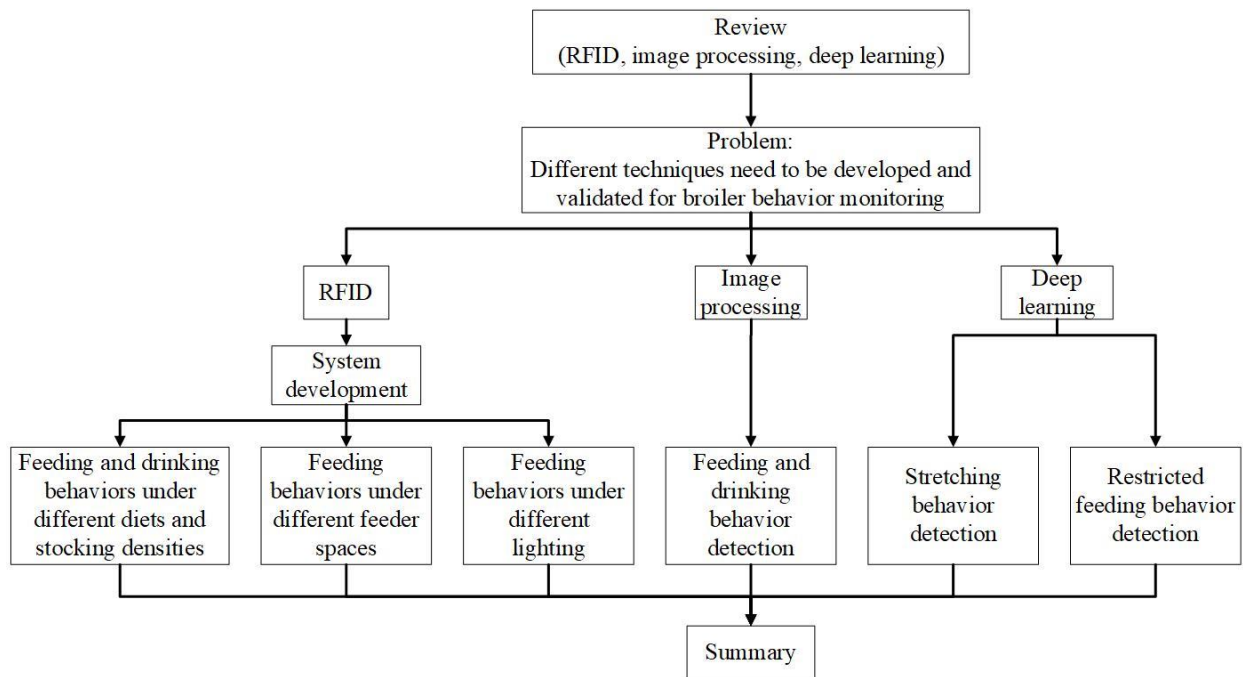 Review
(RFID, image processing, deep learning)
Problem:
Different techniques need to be developed and
validated for broiler behavior monitoring
RFID
Image
processing
Deep
learning
System
development
Feeding and drinking
behaviors under
different diets and
stocking densities
Feeding
behaviors under
different feeder
spaces
Feeding
behaviors under
different
lighting
Feeding and
drinking
behavior
detection
Stretching
behavior
detection
Restricted
feeding behavior
detection
Summary